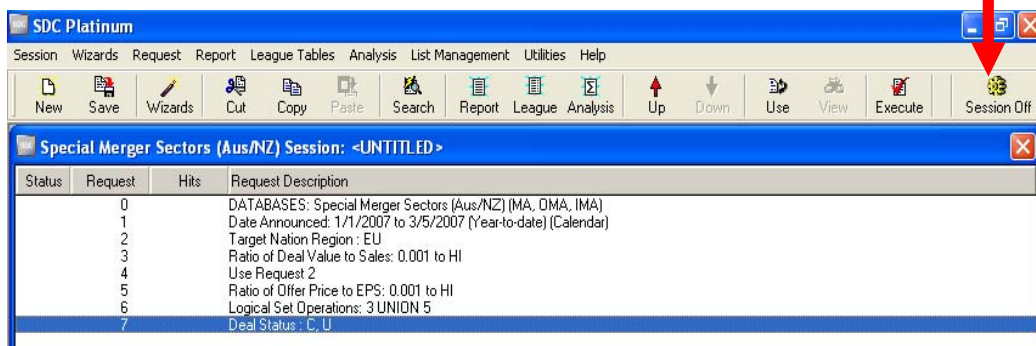 SDC Platinum
Session Wizards Request Report League Tables Analysis List Management Utilities Help
New Save Wizards Cut Copy Paste Search Report League Analysis Up Down Use View Execute Session Off
Special Merger Sectors (Aus/NZ) Session: <UNTITLED>
Status Request Hits Request Description
0 DATABASES: Special Merger Sectors (Aus/NZ) (MA, OMA, IMA)
1 Date Announced: 1/1/2007 to 3/5/2007 (Year-to-date) (Calendar)
2 Target Nation Region : EU
3 Ratio of Deal Value to Sales: 0.001 to HI
4 Use Request 2
5 Ratio of Offer Price to EPS: 0.001 to HI
6 Logical Set Operations: 3 UNION 5
7 Deal Status : C, U